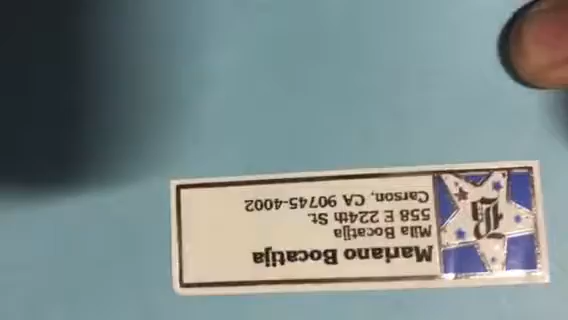 Mariano Bocatija
Mila Bocatija
558 E 224th St.
Carson, CA 90745-4002
B